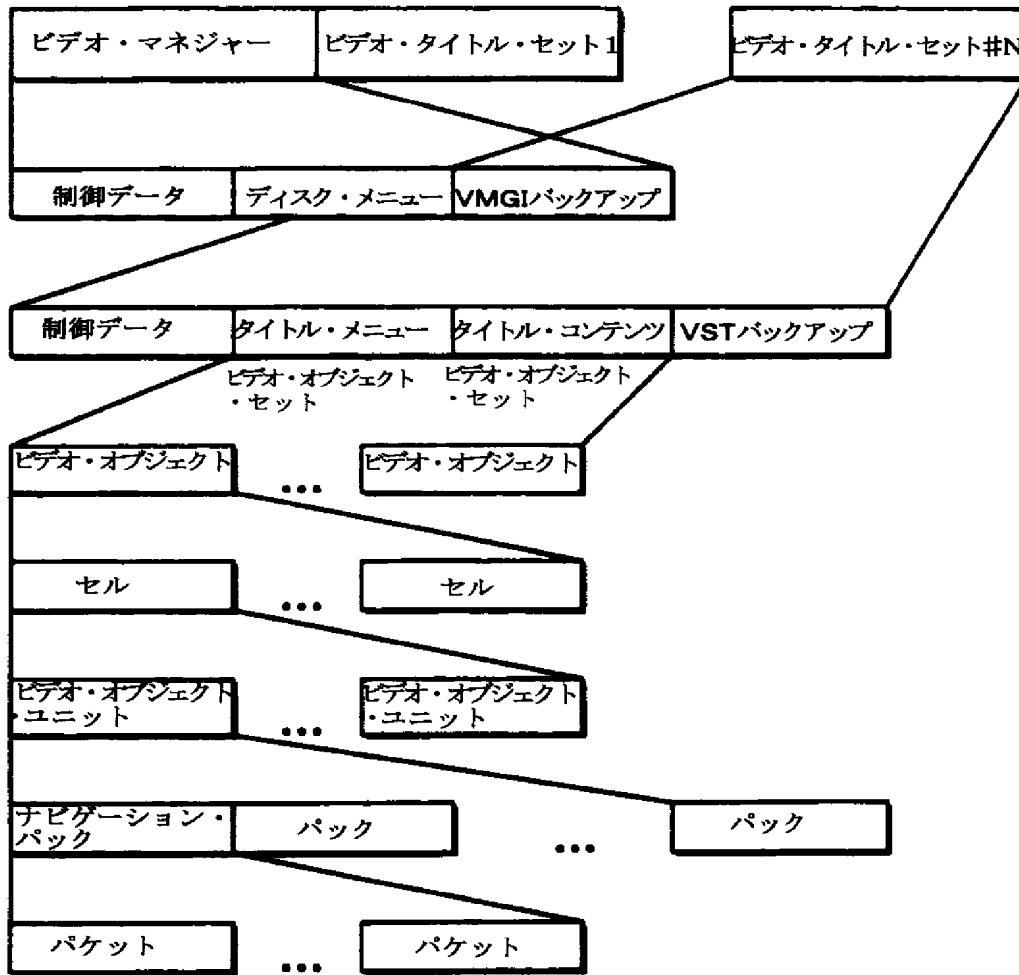 ビデオ・マネジャー ビデオ・タイトル・セット1 ビデオ・タイトル・セット#N
制御データ ディスク・メニュー VMGIバックアップ
制御データ タイトル・メニュー タイトル・コンテンツ VSTバックアップ
ビデオ・オブジェクト ビデオ・オブジェクト
・セット ・セット
ビデオ・オブジェクト ••• ビデオ・オブジェクト
セル ••• セル
ビデオ・オブジェクト ビデオ・オブジェクト
・ユニット ••• ・ユニット
ナビゲーション・
パック パック ••• パック
パケット ••• パケット